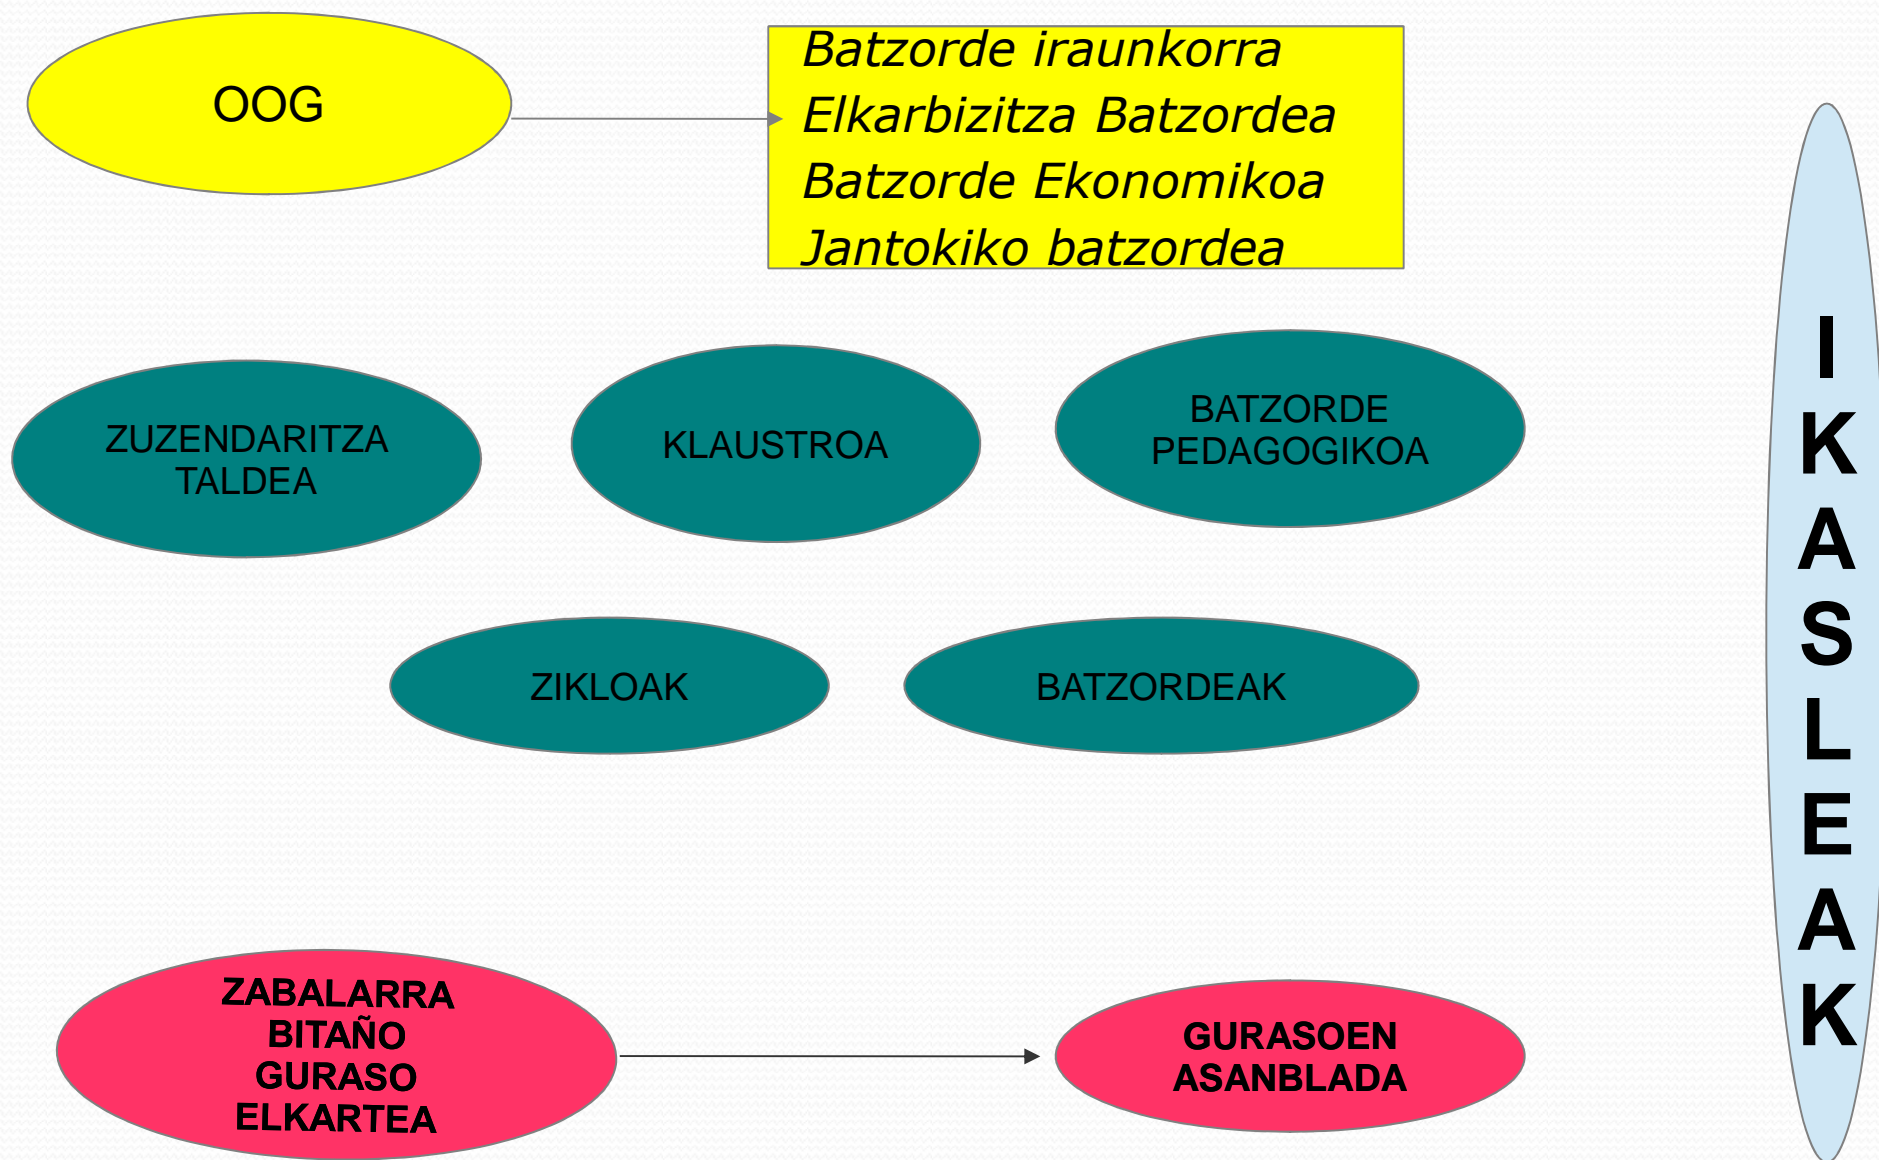 OOG
Batzorde iraunkorra
Elkarbizitza Batzordea
Batzorde Ekonomikoa
Jantokiko batzordea
ZUZENDARITZA
TALDEA
KLAUSTROA
BATZORDE
PEDAGOGIKOA
ZIKLOAK
BATZORDEAK
ZABALARRA
BITAÑO
GURASO
ELKARTEA
GURASOEN
ASANBLADA
I
K
A
S
L
E
A
K